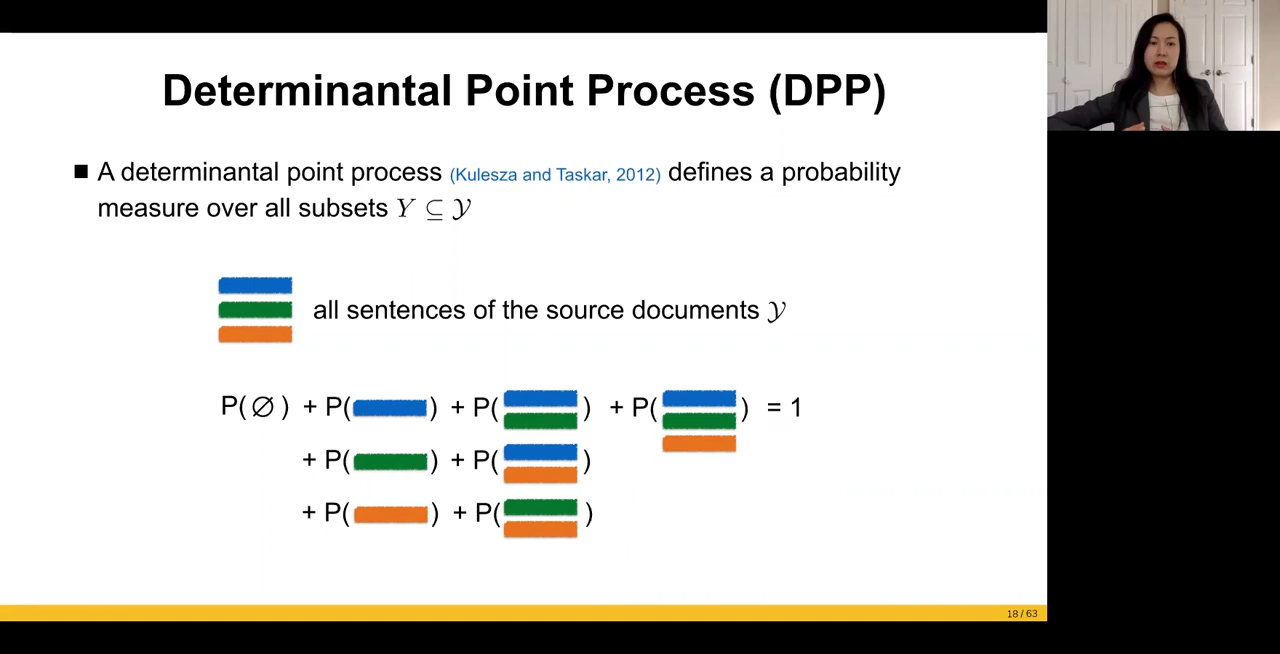 Determinantal Point Process (DPP)
■ A determinantal point process (Kulesza and Taskar, 2012) defines a probability
measure over all subsets Y ⊆ 𝒴
all sentences of the source documents 𝒴
P( ∅ ) + P( ) + P( ) + P( ) = 1
+ P( ) + P( )
+ P( ) + P( )
18 / 63